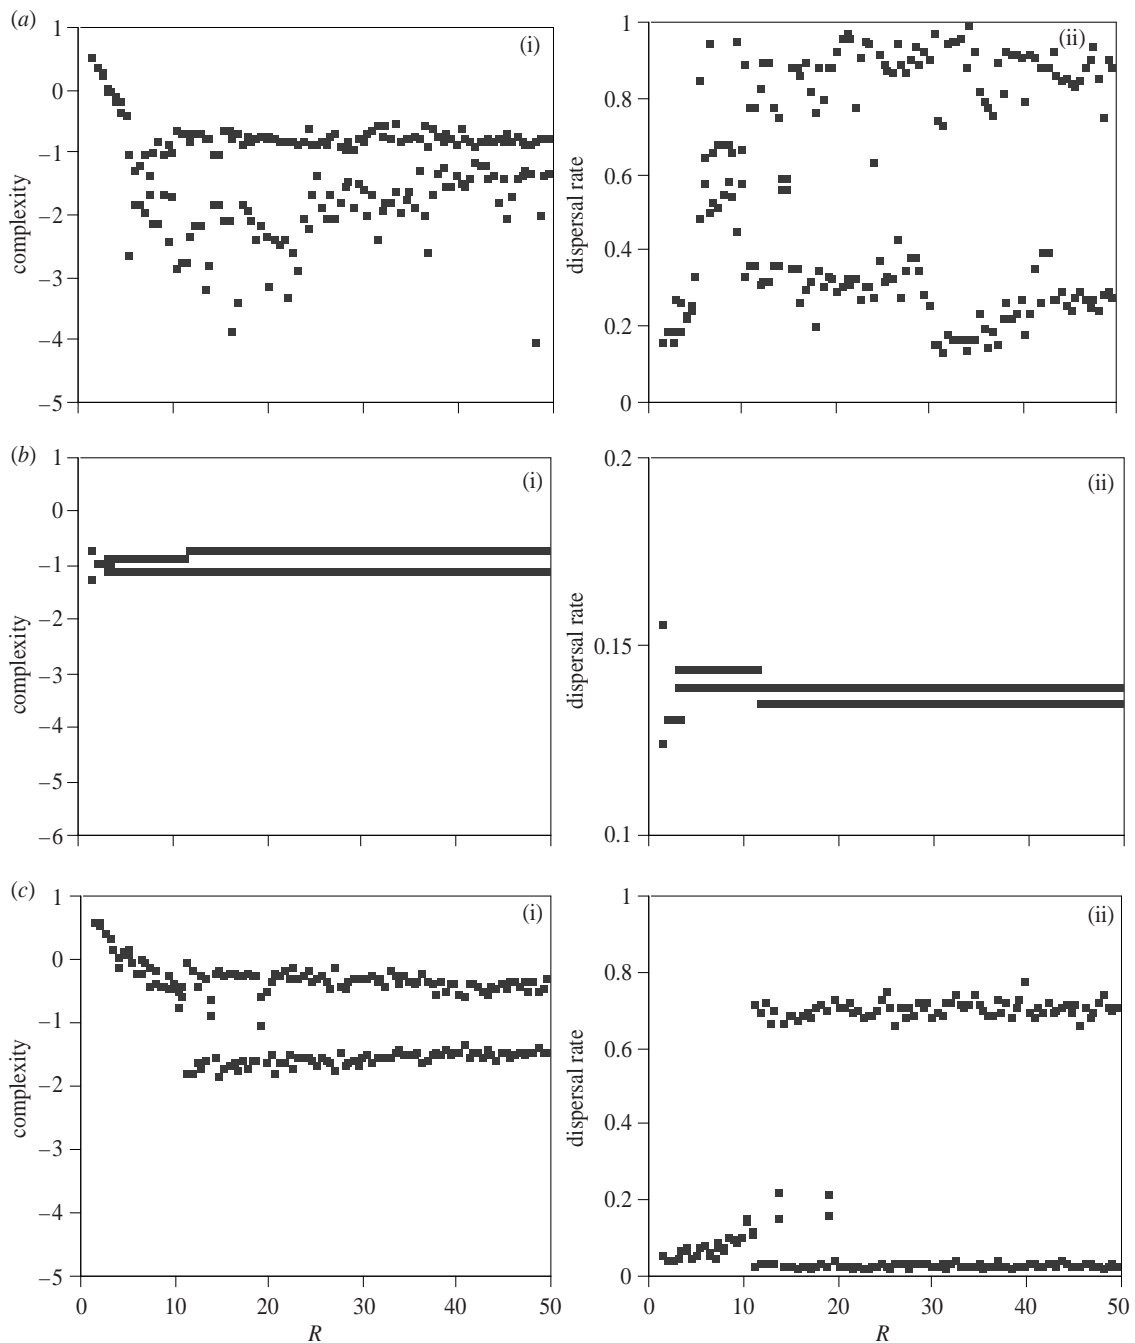 (a)
(i)
1
0
–1
–2
–3
–4
–5
complexity
(ii)
1
0.8
0.6
0.4
0.2
0
dispersal rate
(b)
(i)
1
0
–1
–2
–3
–4
–5
–6
complexity
(ii)
0.2
0.15
0.1
dispersal rate
(c)
(i)
1
0
–1
–2
–3
–4
–5
complexity
0 10 20 30 40 50
R
(ii)
1
0.8
0.6
0.4
0.2
0
dispersal rate
0 10 20 30 40 50
R